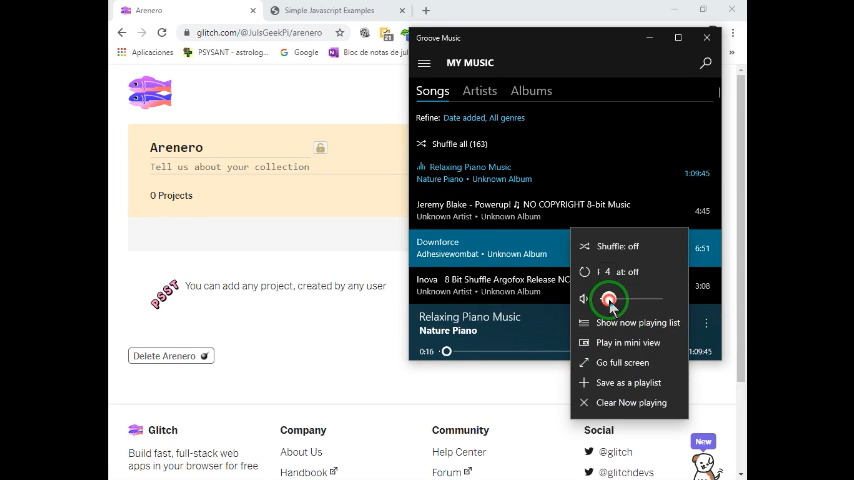 Arenero
Simple Javascript Examples
glitch.com/@JulsGeekPi/arenero
Aplicaciones
PSYSANT - astrolog...
Google
Bloc de notas de jul
Groove Music
MY MUSIC
Songs Artists Albums
Refine: Date added, All genres
Shuffle all (163)
Relaxing Piano Music
Nature Piano • Unknown Album
1:09:45
Jeremy Blake - Powerup! ♫ NO COPYRIGHT 8-bit Music
Unknown Artist • Unknown Album
4:45
Downforce
Adhesivewombat • Unknown Album
6:51
Inova 8 Bit Shuffle Argofox Release NC
Unknown Artist • Unknown Album
3:08
Relaxing Piano Music
Nature Piano
0:16
1:09:45
Shuffle: off
4 at: off
Show now playing list
Play in mini view
Go full screen
Save as a playlist
Clear Now playing
Arenero
Tell us about your collection
0 Projects
PSST
You can add any project, created by any user
Delete Arenero
Glitch
Build fast, full-stack web
apps in your browser for free
Company
About Us
Handbook
Community
Help Center
Forum
Social
@glitch
@glitchdevs
New